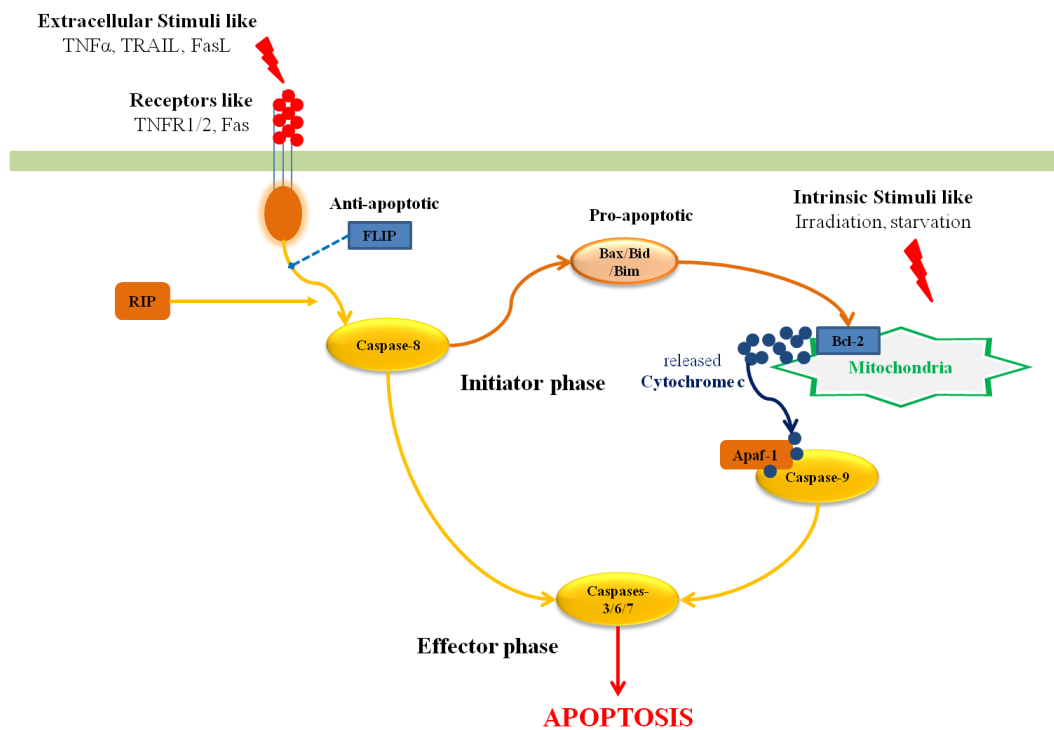 Extracellular Stimuli like
TNFα, TRAIL, FasL
Receptors like
TNFR1/2, Fas
Anti-apoptotic
FLIP
Pro-apoptotic
Bax/Bid
/Bim
Intrinsic Stimuli like
Irradiation, starvation
RIP
Caspase-8
Initiator phase
released
Cytochrome c
Bcl-2
Mitochondria
Apaf-1
Caspase-9
Caspases-
3/6/7
Effector phase
APOPTOSIS